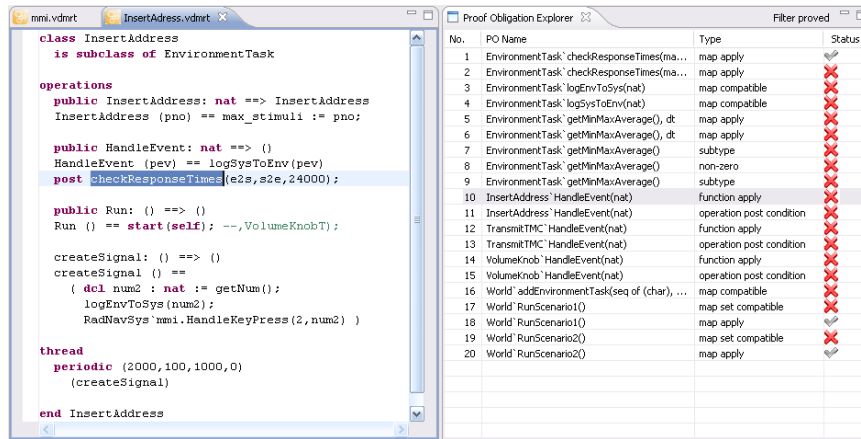 mmi.vdmrt
InsertAdress.vdmrt
class InsertAddress
is subclass of EnvironmentTask
operations
public InsertAddress: nat ==> InsertAddress
InsertAddress (pno) == max_stimuli := pno;
public HandleEvent: nat ==> ()
HandleEvent (pev) == logSysToEnv(pev)
post checkResponseTimes(e2s,s2e,24000);
public Run: () ==> ()
Run () == start(self); --,VolumeKnobT);
createSignal: () ==> ()
createSignal () ==
( dcl num2 : nat := getNum();
logEnvToSys(num2);
RadNavSys`mmi.HandleKeyPress(2,num2) )
thread
periodic (2000,100,1000,0)
(createSignal)
end InsertAddress
Proof Obligation Explorer
Filter proved
No. PO Name Type Status
1 EnvironmentTask`checkResponseTimes(ma... map apply
2 EnvironmentTask`checkResponseTimes(ma... map apply
3 EnvironmentTask`logEnvToSys(nat) map compatible
4 EnvironmentTask`logSysToEnv(nat) map compatible
5 EnvironmentTask`getMinMaxAverage(), dt map apply
6 EnvironmentTask`getMinMaxAverage(), dt map apply
7 EnvironmentTask`getMinMaxAverage() subtype
8 EnvironmentTask`getMinMaxAverage() non-zero
9 EnvironmentTask`getMinMaxAverage() subtype
10 InsertAddress`HandleEvent(nat) function apply
11 InsertAddress`HandleEvent(nat) operation post condition
12 TransmitTMC`HandleEvent(nat) function apply
13 TransmitTMC`HandleEvent(nat) operation post condition
14 VolumeKnob`HandleEvent(nat) function apply
15 VolumeKnob`HandleEvent(nat) operation post condition
16 World`addEnvironmentTask(seq of (char), ... map compatible
17 World`RunScenario1() map set compatible
18 World`RunScenario1() map apply
19 World`RunScenario2() map set compatible
20 World`RunScenario2() map apply